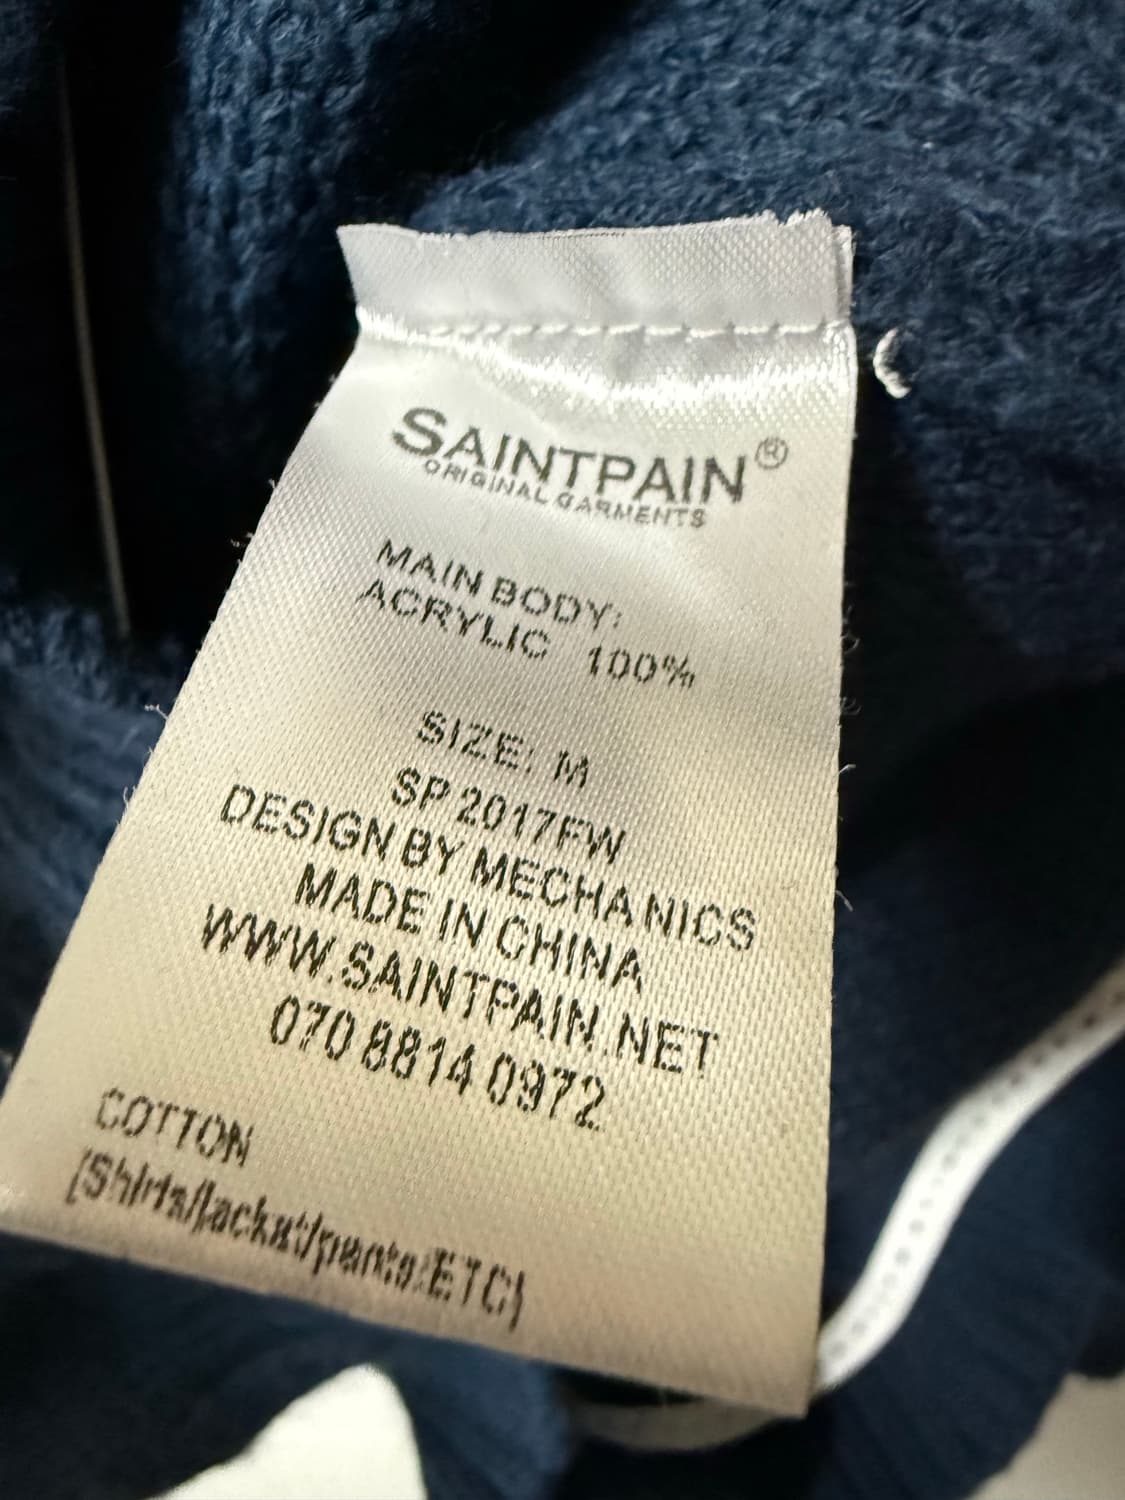 SAINTPAIN®
ORIGINAL GARMENTS
MAIN BODY:
ACRYLIC 100%
SIZE: M
SP 2017FW
DESIGN BY MECHANICS
MADE IN CHINA
WWW.SAINTPAIN.NET
070 8814 0972
COTTON
[Shirts/Jacket/pants/ETC]